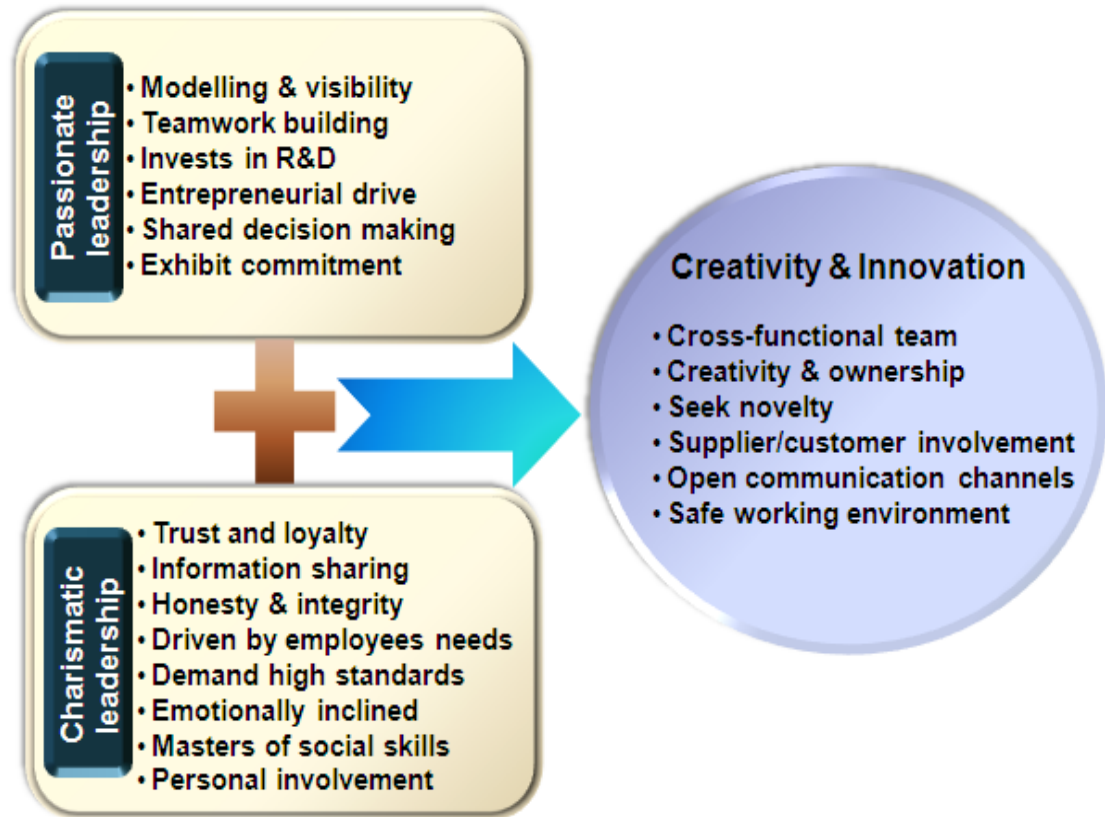 Passionate
leadership
• Modelling & visibility
• Teamwork building
• Invests in R&D
• Entrepreneurial drive
• Shared decision making
• Exhibit commitment
Charismatic
leadership
• Trust and loyalty
• Information sharing
• Honesty & integrity
• Driven by employees needs
• Demand high standards
• Emotionally inclined
• Masters of social skills
• Personal involvement
Creativity & Innovation
• Cross-functional team
• Creativity & ownership
• Seek novelty
• Supplier/customer involvement
• Open communication channels
• Safe working environment